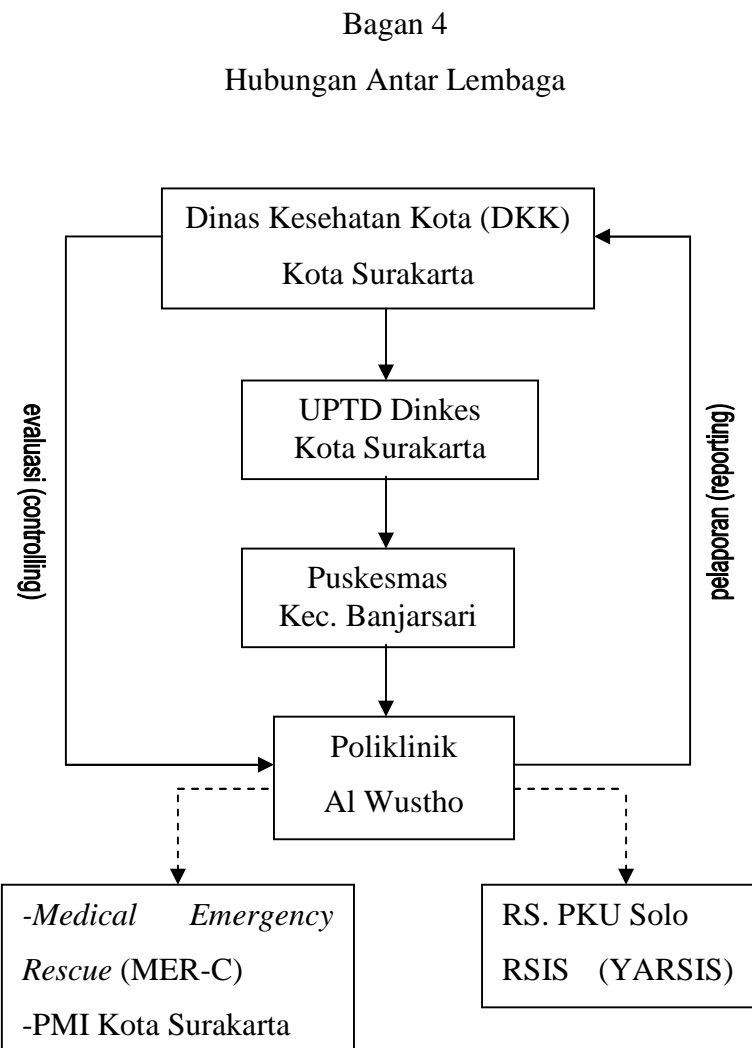 Bagan 4
Hubungan Antar Lembaga
Dinas Kesehatan Kota (DKK)
Kota Surakarta
UPTD Dinkes
Kota Surakarta
evaluasi (controlling)
pelaporan (reporting)
Puskesmas
Kec. Banjarsari
Poliklinik
Al Wustho
-Medical Emergency
Rescue (MER-C)
-PMI Kota Surakarta
RS. PKU Solo
RSIS (YARSIS)